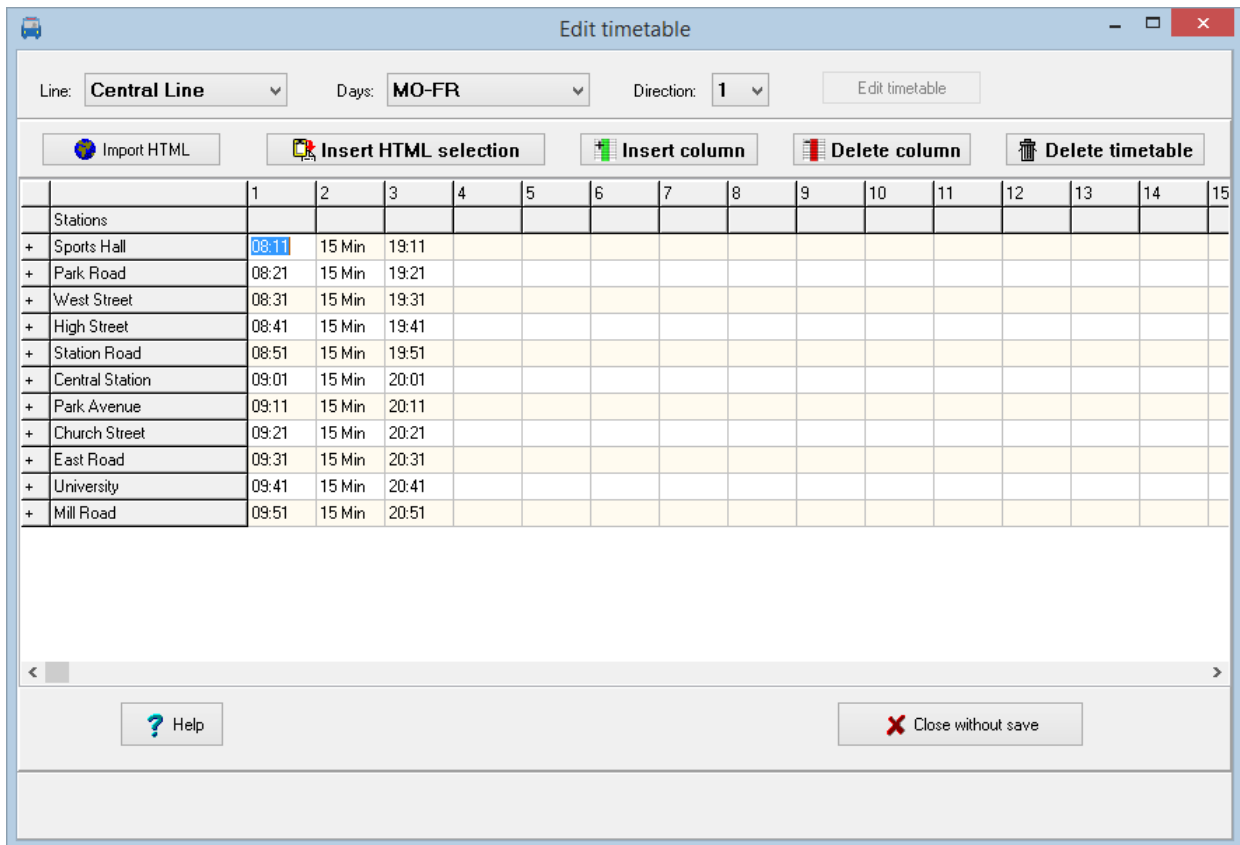 Edit timetable
Line: Central Line Days: MO-FR Direction: 1 Edit timetable
Import HTML Insert HTML selection Insert column Delete column Delete timetable
1 2 3 4 5 6 7 8 9 10 11 12 13 14 15
Stations
+ Sports Hall 08:11 15 Min 19:11
+ Park Road 08:21 15 Min 19:21
+ West Street 08:31 15 Min 19:31
+ High Street 08:41 15 Min 19:41
+ Station Road 08:51 15 Min 19:51
+ Central Station 09:01 15 Min 20:01
+ Park Avenue 09:11 15 Min 20:11
+ Church Street 09:21 15 Min 20:21
+ East Road 09:31 15 Min 20:31
+ University 09:41 15 Min 20:41
+ Mill Road 09:51 15 Min 20:51
? Help Close without save